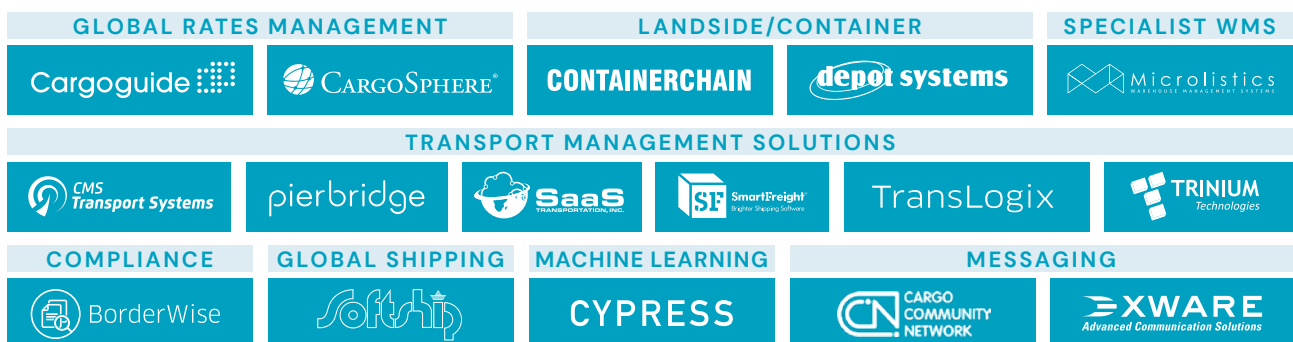 GLOBAL RATES MANAGEMENT
LANDSIDE/CONTAINER
SPECIALIST WMS
Cargoguide
CARGOSPHERE®
CONTAINERCHAIN
depot systems
Microlistics
WAREHOUSE MANAGEMENT SYSTEMS
TRANSPORT MANAGEMENT SOLUTIONS
CMS
Transport Systems
pierbridge
SaaS
TRANSPORTATION, INC.
SF
SmartFreight®
Brighter Shipping Software
TransLogix
TRINIUM
Technologies
COMPLIANCE
GLOBAL SHIPPING
MACHINE LEARNING
MESSAGING
BorderWise
Softship
CYPRESS
CN
CARGO
COMMUNITY
NETWORK
EXWARE
Advanced Communication Solutions